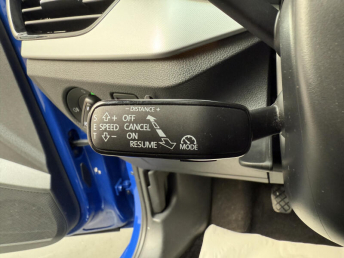 − DISTANCE +
+ OFF
E SPEED CANCEL
T − ON
RESUME MODE